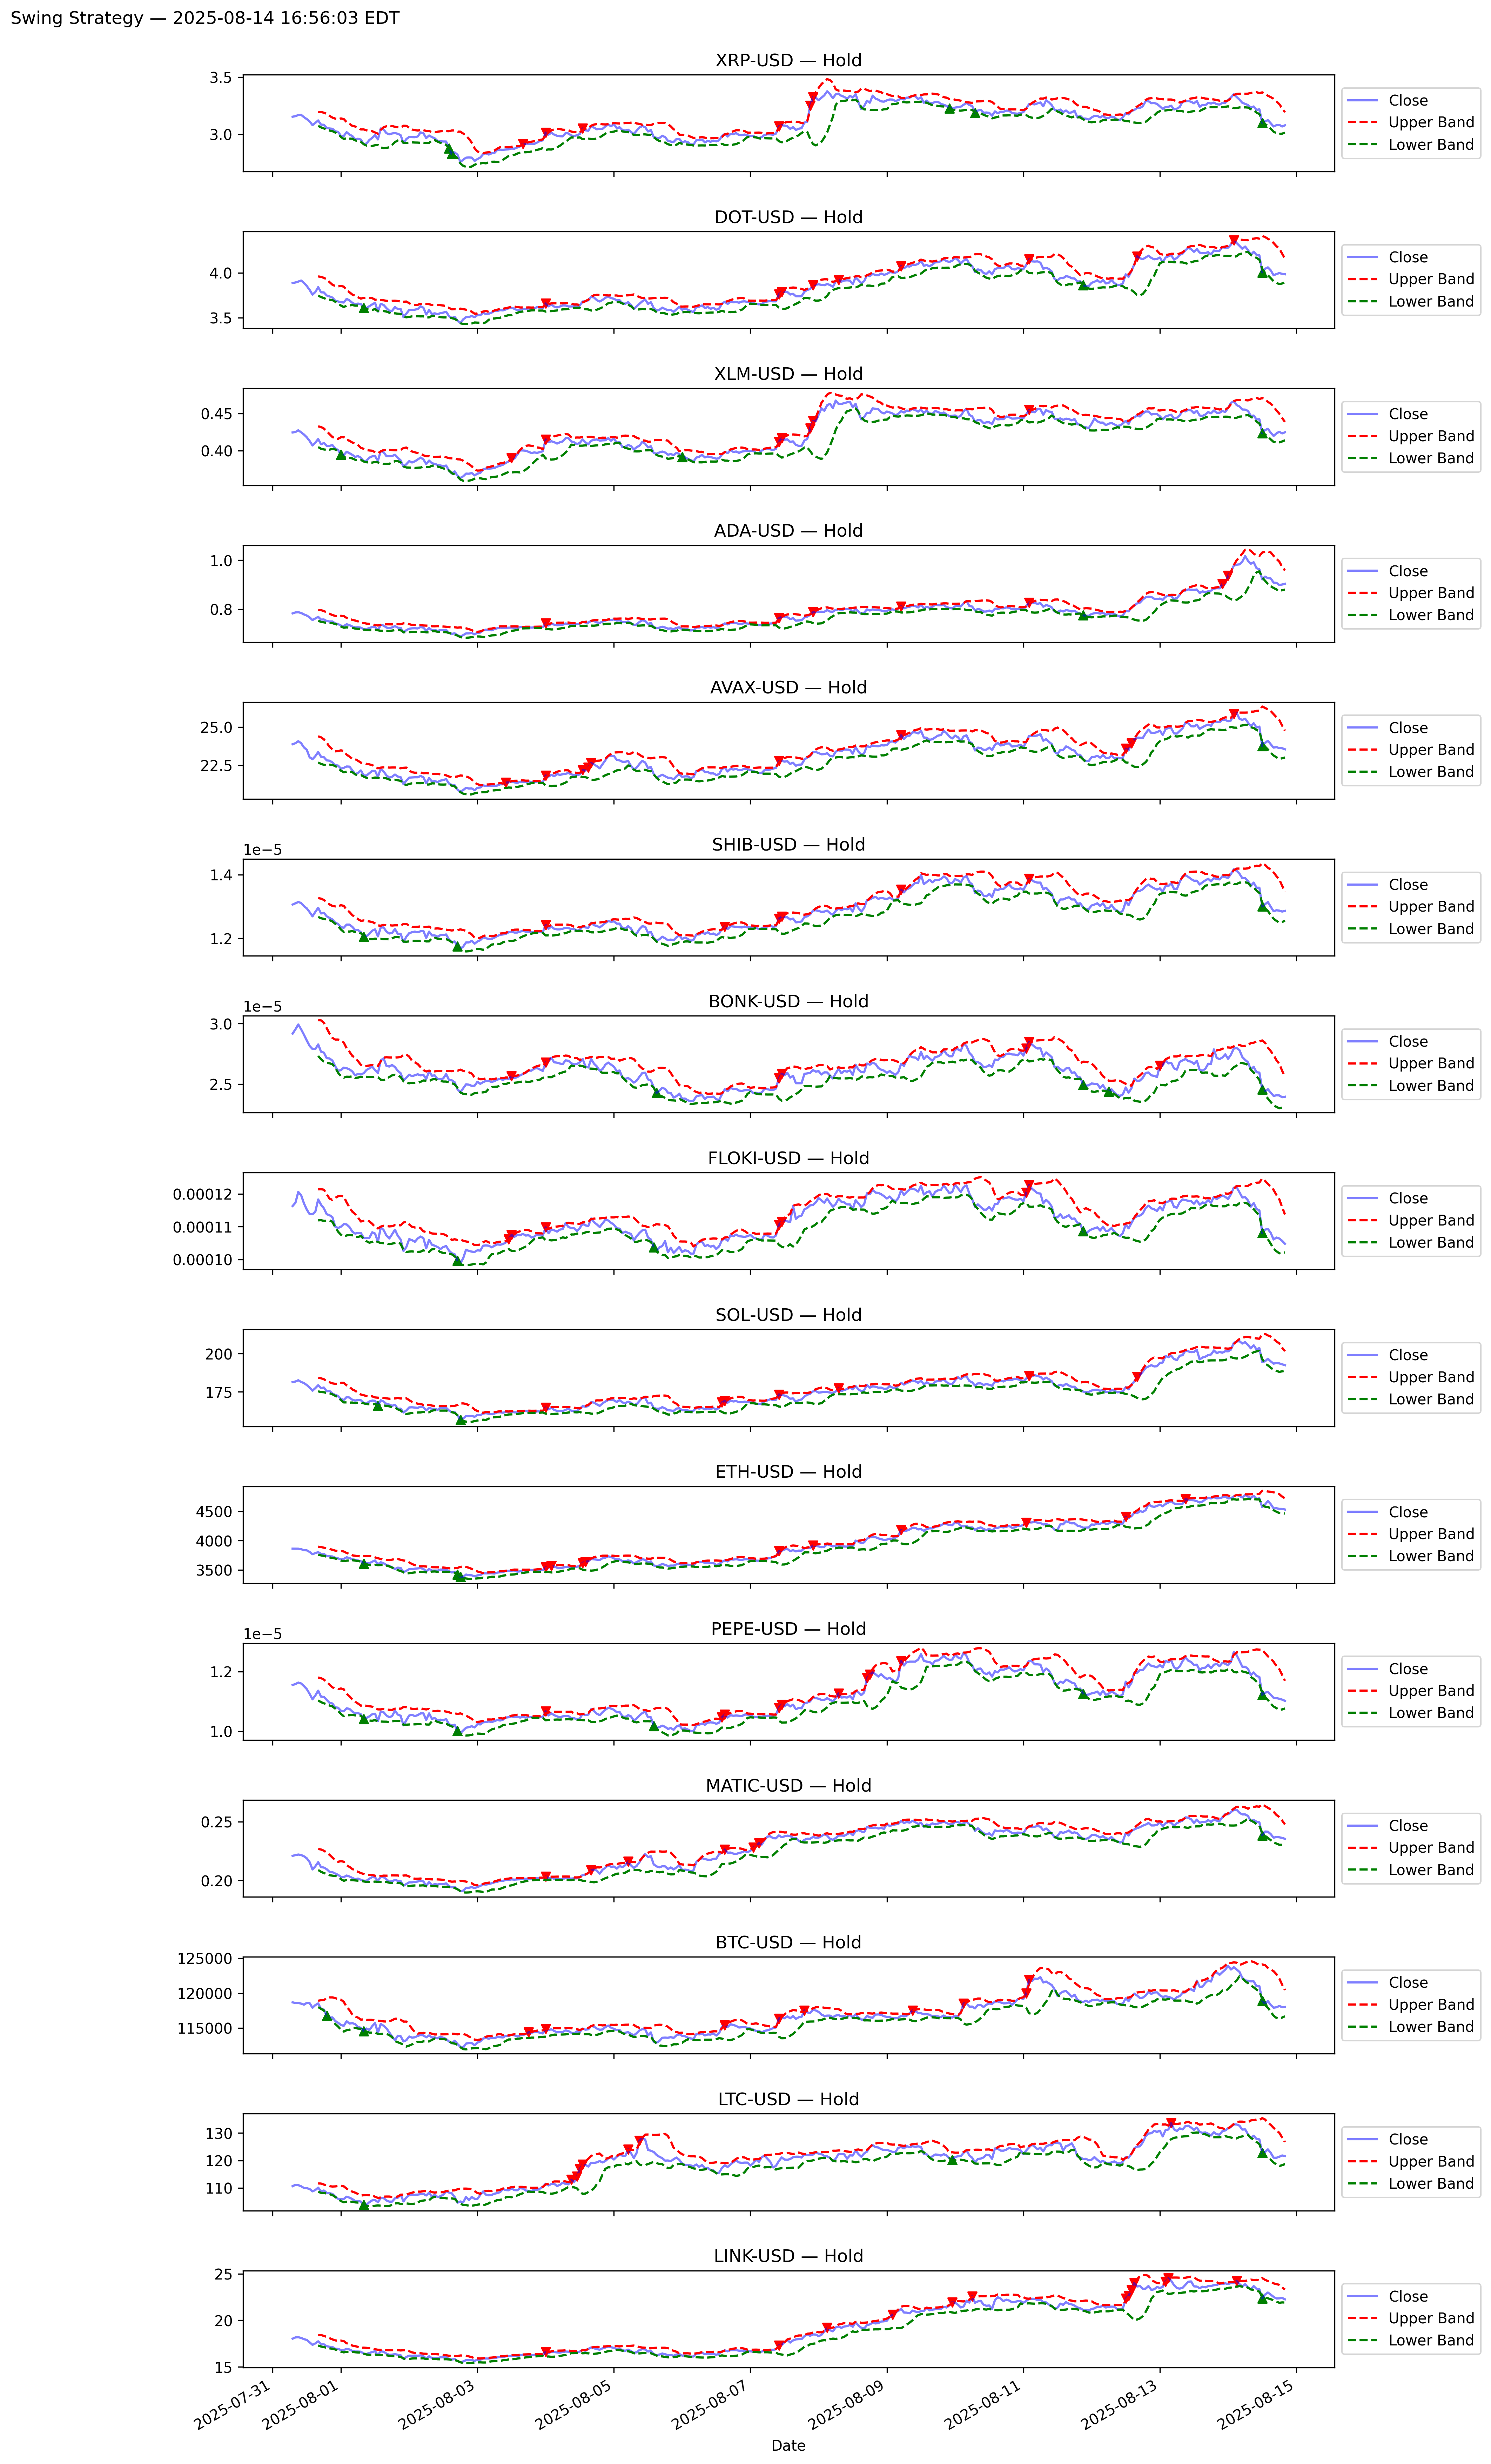 Swing Strategy — 2025-08-14 16:56:03 EDT
XRP-USD — Hold
3.5
3.0
Close
Upper Band
Lower Band
DOT-USD — Hold
4.0
3.5
Close
Upper Band
Lower Band
XLM-USD — Hold
0.45
0.40
Close
Upper Band
Lower Band
ADA-USD — Hold
1.0
0.8
Close
Upper Band
Lower Band
AVAX-USD — Hold
25.0
22.5
Close
Upper Band
Lower Band
SHIB-USD — Hold
1e−5
1.4
1.2
Close
Upper Band
Lower Band
BONK-USD — Hold
1e−5
3.0
2.5
Close
Upper Band
Lower Band
FLOKI-USD — Hold
0.00012
0.00011
0.00010
Close
Upper Band
Lower Band
SOL-USD — Hold
200
175
Close
Upper Band
Lower Band
ETH-USD — Hold
4500
4000
3500
Close
Upper Band
Lower Band
PEPE-USD — Hold
1e−5
1.2
1.0
Close
Upper Band
Lower Band
MATIC-USD — Hold
0.25
0.20
Close
Upper Band
Lower Band
BTC-USD — Hold
125000
120000
115000
Close
Upper Band
Lower Band
LTC-USD — Hold
130
120
110
Close
Upper Band
Lower Band
LINK-USD — Hold
25
20
15
Close
Upper Band
Lower Band
2025-07-31
2025-08-01
2025-08-03
2025-08-05
2025-08-07
2025-08-09
2025-08-11
2025-08-13
2025-08-15
Date